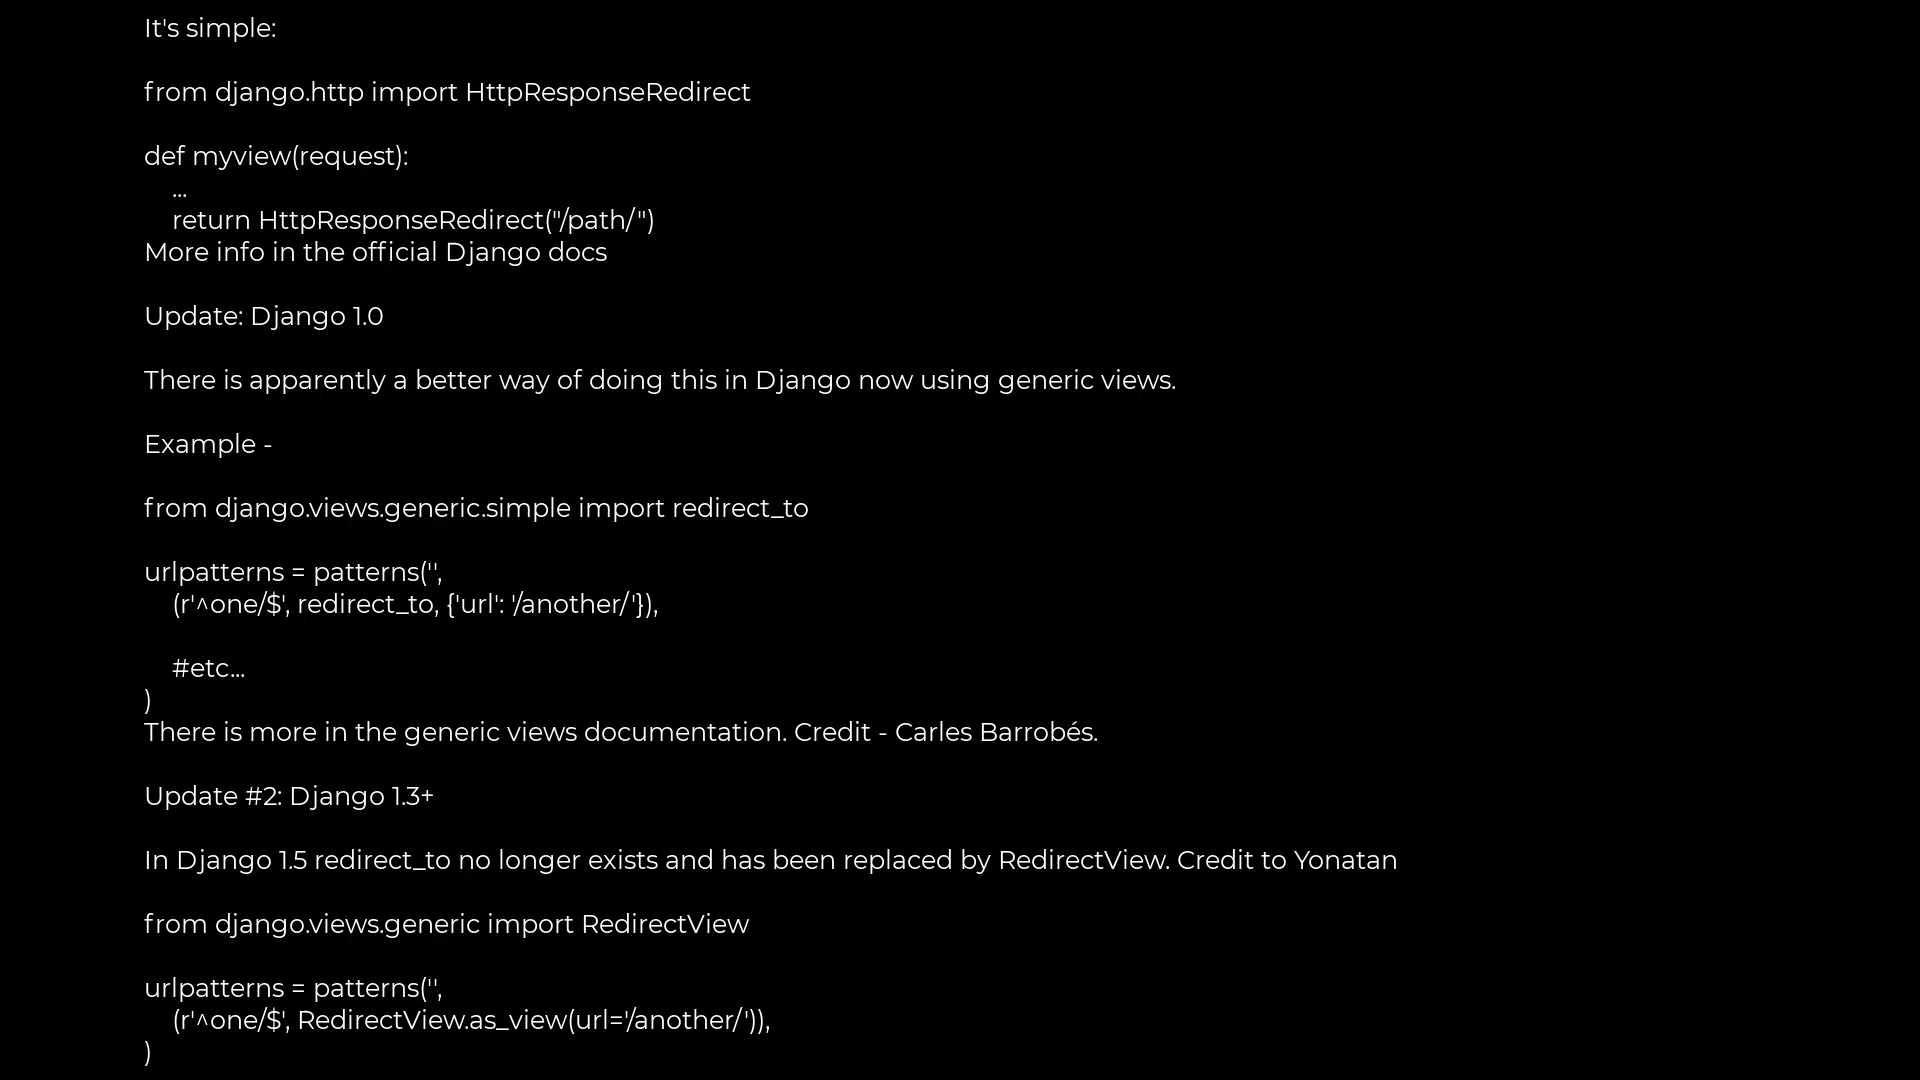 It's simple:
from django.http import HttpResponseRedirect
def myview(request):
...
return HttpResponseRedirect("/path/")
More info in the official Django docs
Update: Django 1.0
There is apparently a better way of doing this in Django now using generic views.
Example -
from django.views.generic.simple import redirect_to
urlpatterns = patterns('',
(r'^one/$', redirect_to, {'url': '/another/'}),
#etc...
)
There is more in the generic views documentation. Credit - Carles Barrobés.
Update #2: Django 1.3+
In Django 1.5 redirect_to no longer exists and has been replaced by RedirectView. Credit to Yonatan
from django.views.generic import RedirectView
urlpatterns = patterns('',
(r'^one/$', RedirectView.as_view(url='/another/')),
)